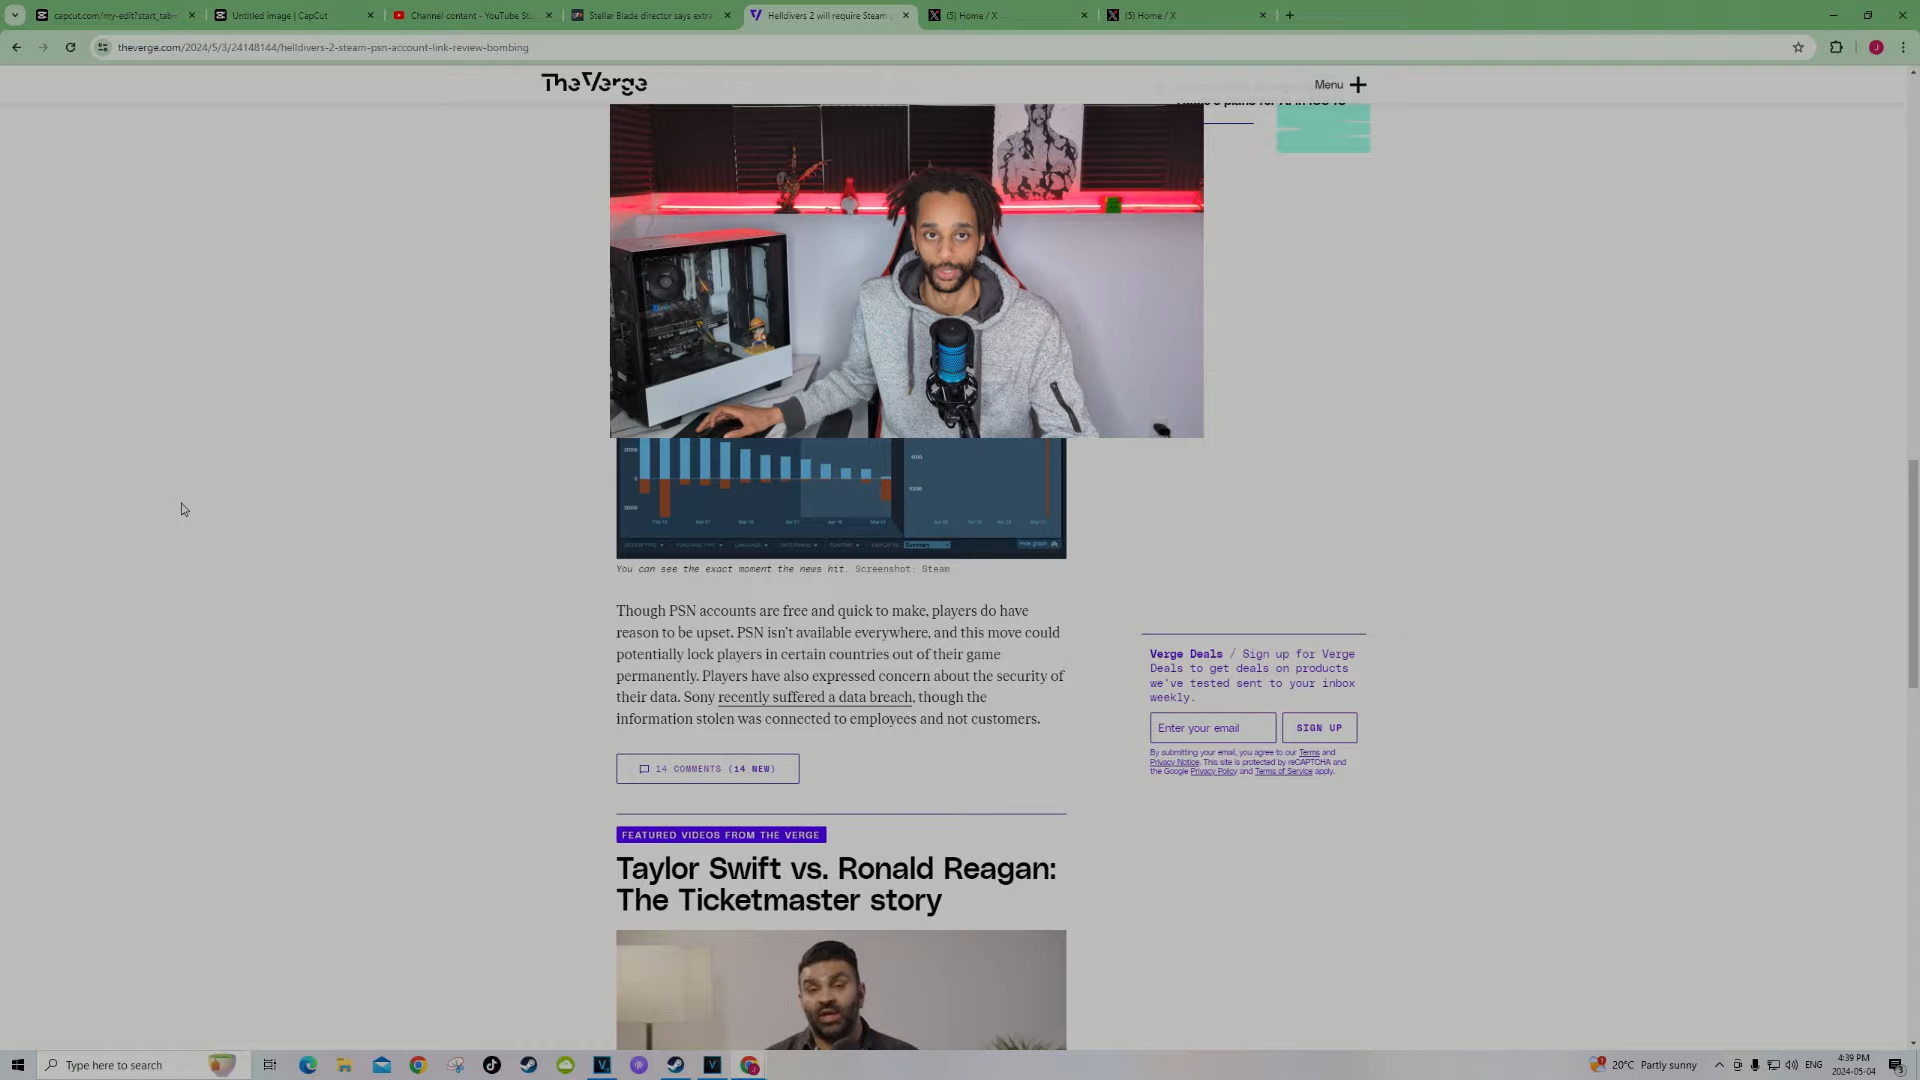 capcut.com/my-edit?start_tab=
Untitled image | CapCut
Channel content - YouTube Stu
Stellar Blade director says extra
Helldivers 2 will require Steam p
(5) Home / X
(5) Home / X
theverge.com/2024/5/3/24148144/helldivers-2-steam-psn-account-link-review-bombing
TheVerge
Menu
Hide graph
You can see the exact moment the news hit. Screenshot: Steam
Though PSN accounts are free and quick to make, players do have
reason to be upset. PSN isn't available everywhere, and this move could
potentially lock players in certain countries out of their game
permanently. Players have also expressed concern about the security of
their data. Sony recently suffered a data breach, though the
information stolen was connected to employees and not customers.
14 COMMENTS (14 NEW)
Verge Deals / Sign up for Verge
Deals to get deals on products
we've tested sent to your inbox
weekly.
Enter your email
SIGN UP
By submitting your email, you agree to our Terms and
Privacy Notice. This site is protected by reCAPTCHA and
the Google Privacy Policy and Terms of Service apply.
FEATURED VIDEOS FROM THE VERGE
Taylor Swift vs. Ronald Reagan:
The Ticketmaster story
Type here to search
20°C Partly sunny
ENG
4:39 PM
2024-05-04